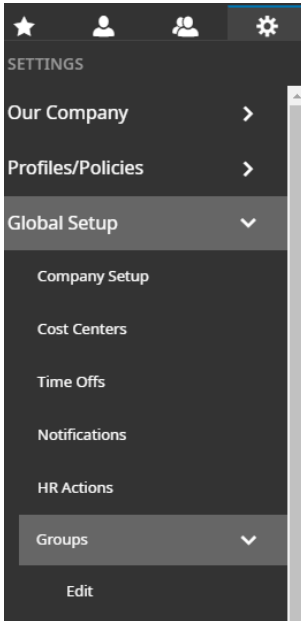 SETTINGS
Our Company
Profiles/Policies
Global Setup
Company Setup
Cost Centers
Time Offs
Notifications
HR Actions
Groups
Edit